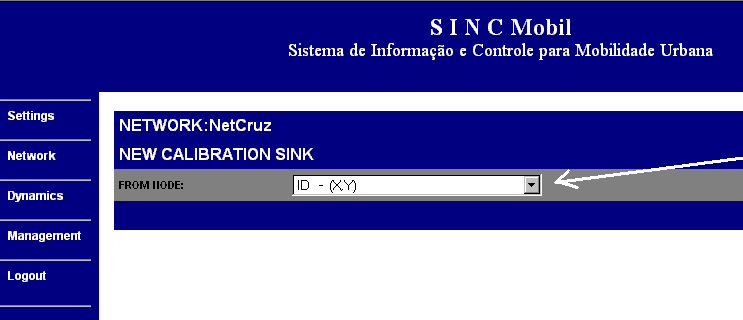 S I N C Mobil
Sistema de Informação e Controle para Mobilidade Urbana
Settings
Network
Dynamics
Management
Logout
NETWORK:NetCruz
NEW CALIBRATION SINK
FROM NODE:
ID - (X,Y)